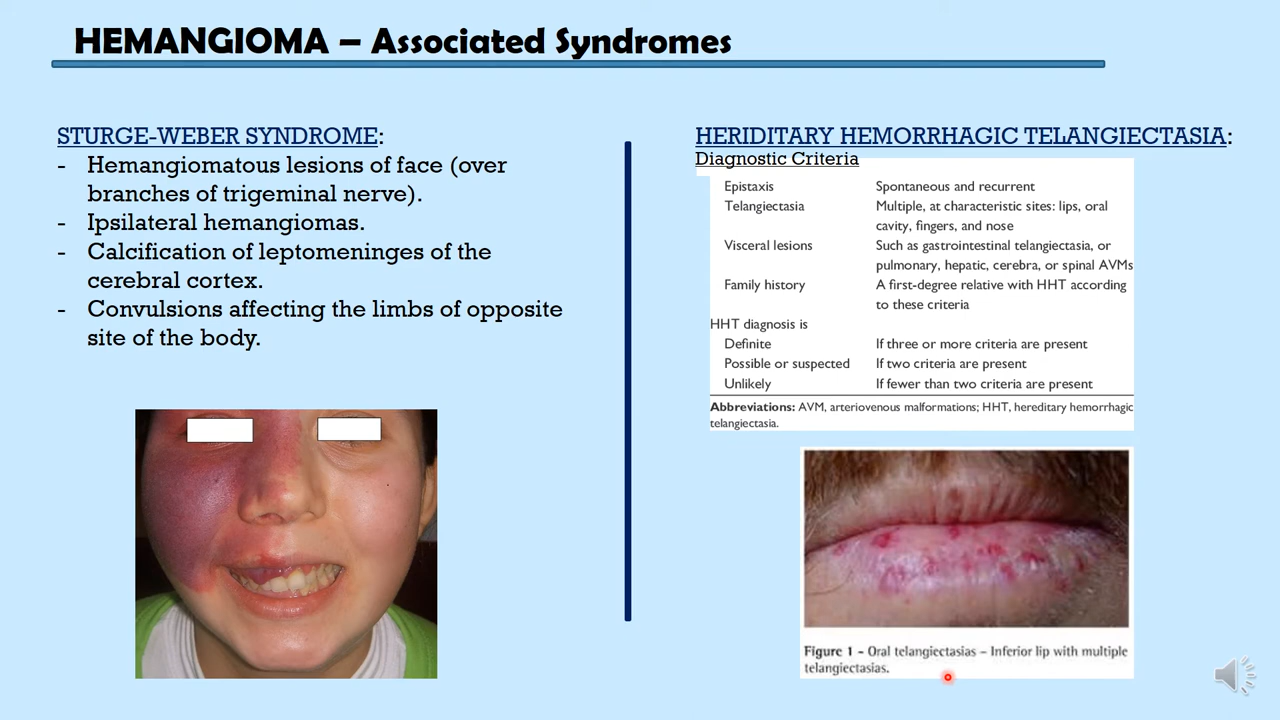 HEMANGIOMA – Associated Syndromes
STURGE-WEBER SYNDROME:
- Hemangiomatous lesions of face (over
branches of trigeminal nerve).
- Ipsilateral hemangiomas.
- Calcification of leptomeninges of the
cerebral cortex.
- Convulsions affecting the limbs of opposite
site of the body.
HERIDITARY HEMORRHAGIC TELANGIECTASIA:
Diagnostic Criteria
Epistaxis Spontaneous and recurrent
Telangiectasia Multiple, at characteristic sites: lips, oral
cavity, fingers, and nose
Visceral lesions Such as gastrointestinal telangiectasia, or
pulmonary, hepatic, cerebra, or spinal AVMs
Family history A first-degree relative with HHT according
to these criteria
HHT diagnosis is
Definite If three or more criteria are present
Possible or suspected If two criteria are present
Unlikely If fewer than two criteria are present
Abbreviations: AVM, arteriovenous malformations; HHT, hereditary hemorrhagic
telangiectasia.
Figure 1 – Oral telangiectasias – Inferior lip with multiple
telangiectasias.